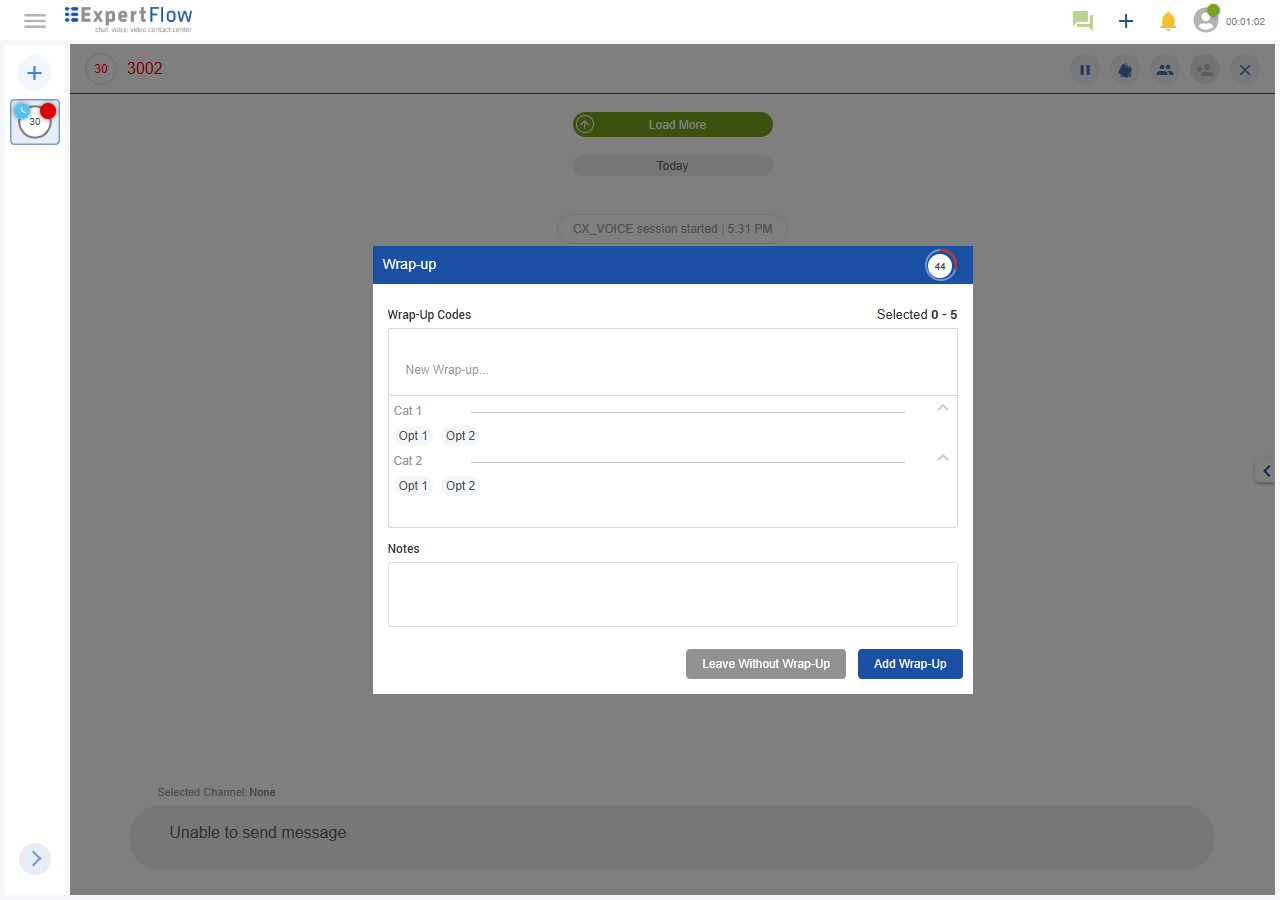 ExpertFlow
chat, voice, video contact center
00:01:02
30
30 3002
Load More
Today
CX_VOICE session started | 5:31 PM
Wrap-up
44
Wrap-Up Codes
Selected 0 - 5
New Wrap-up...
Cat 1
Opt 1 Opt 2
Cat 2
Opt 1 Opt 2
Notes
Leave Without Wrap-Up
Add Wrap-Up
Selected Channel: None
Unable to send message